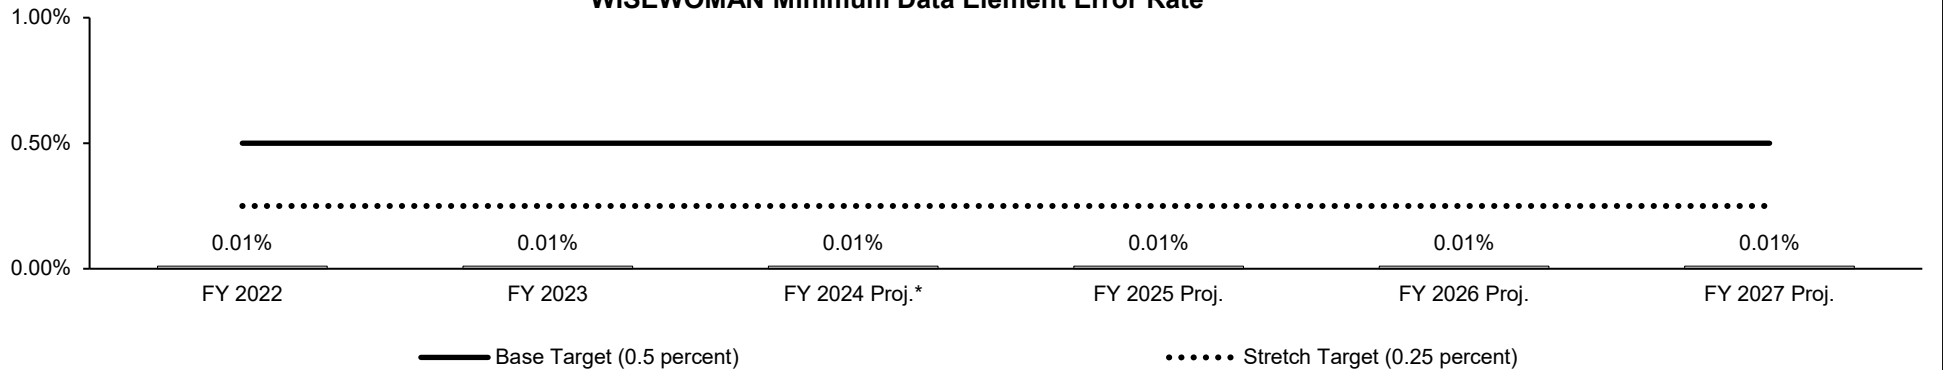 WISEWOMAN Minimum Data Element Error Rate
1.00%
0.50%
0.00%
0.01% 0.01% 0.01% 0.01% 0.01% 0.01%
FY 2022 FY 2023 FY 2024 Proj.* FY 2025 Proj. FY 2026 Proj. FY 2027 Proj.
Base Target (0.5 percent) Stretch Target (0.25 percent)